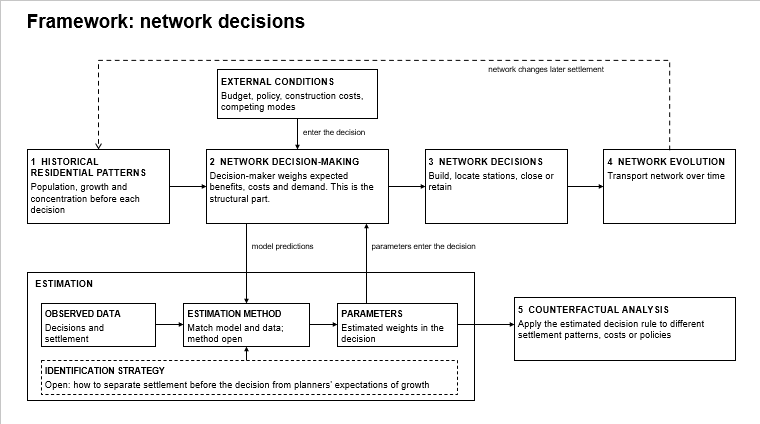 Framework: network decisions
network changes later settlement
EXTERNAL CONDITIONS
Budget, policy, construction costs,
competing modes
enter the decision
1 HISTORICAL
RESIDENTIAL PATTERNS
Population, growth and
concentration before each
decision
2 NETWORK DECISION-MAKING
Decision-maker weighs expected
benefits, costs and demand. This is the
structural part.
3 NETWORK DECISIONS
Build, locate stations, close or
retain
4 NETWORK EVOLUTION
Transport network over time
model predictions
parameters enter the decision
ESTIMATION
OBSERVED DATA
Decisions and
settlement
ESTIMATION METHOD
Match model and data;
method open
PARAMETERS
Estimated weights in the
decision
5 COUNTERFACTUAL ANALYSIS
Apply the estimated decision rule to different
settlement patterns, costs or policies
IDENTIFICATION STRATEGY
Open: how to separate settlement before the decision from planners' expectations of growth